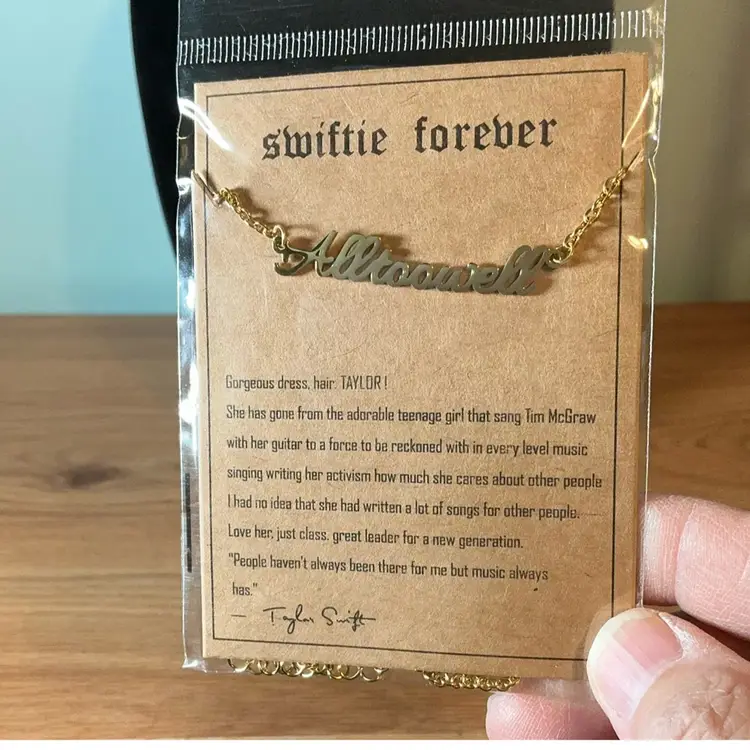 swiftie forever
Alltoowell
Gorgeous dress, hair. TAYLOR !
She has gone from the adorable teenage girl that sang Tim McGraw
with her guitar to a force to be reckoned with in every level music
singing writing her activism how much she cares about other people
I had no idea that she had written a lot of songs for other people.
Love her, just class. great leader for a new generation.
"People haven't always been there for me but music always
has."
— Taylor Swift